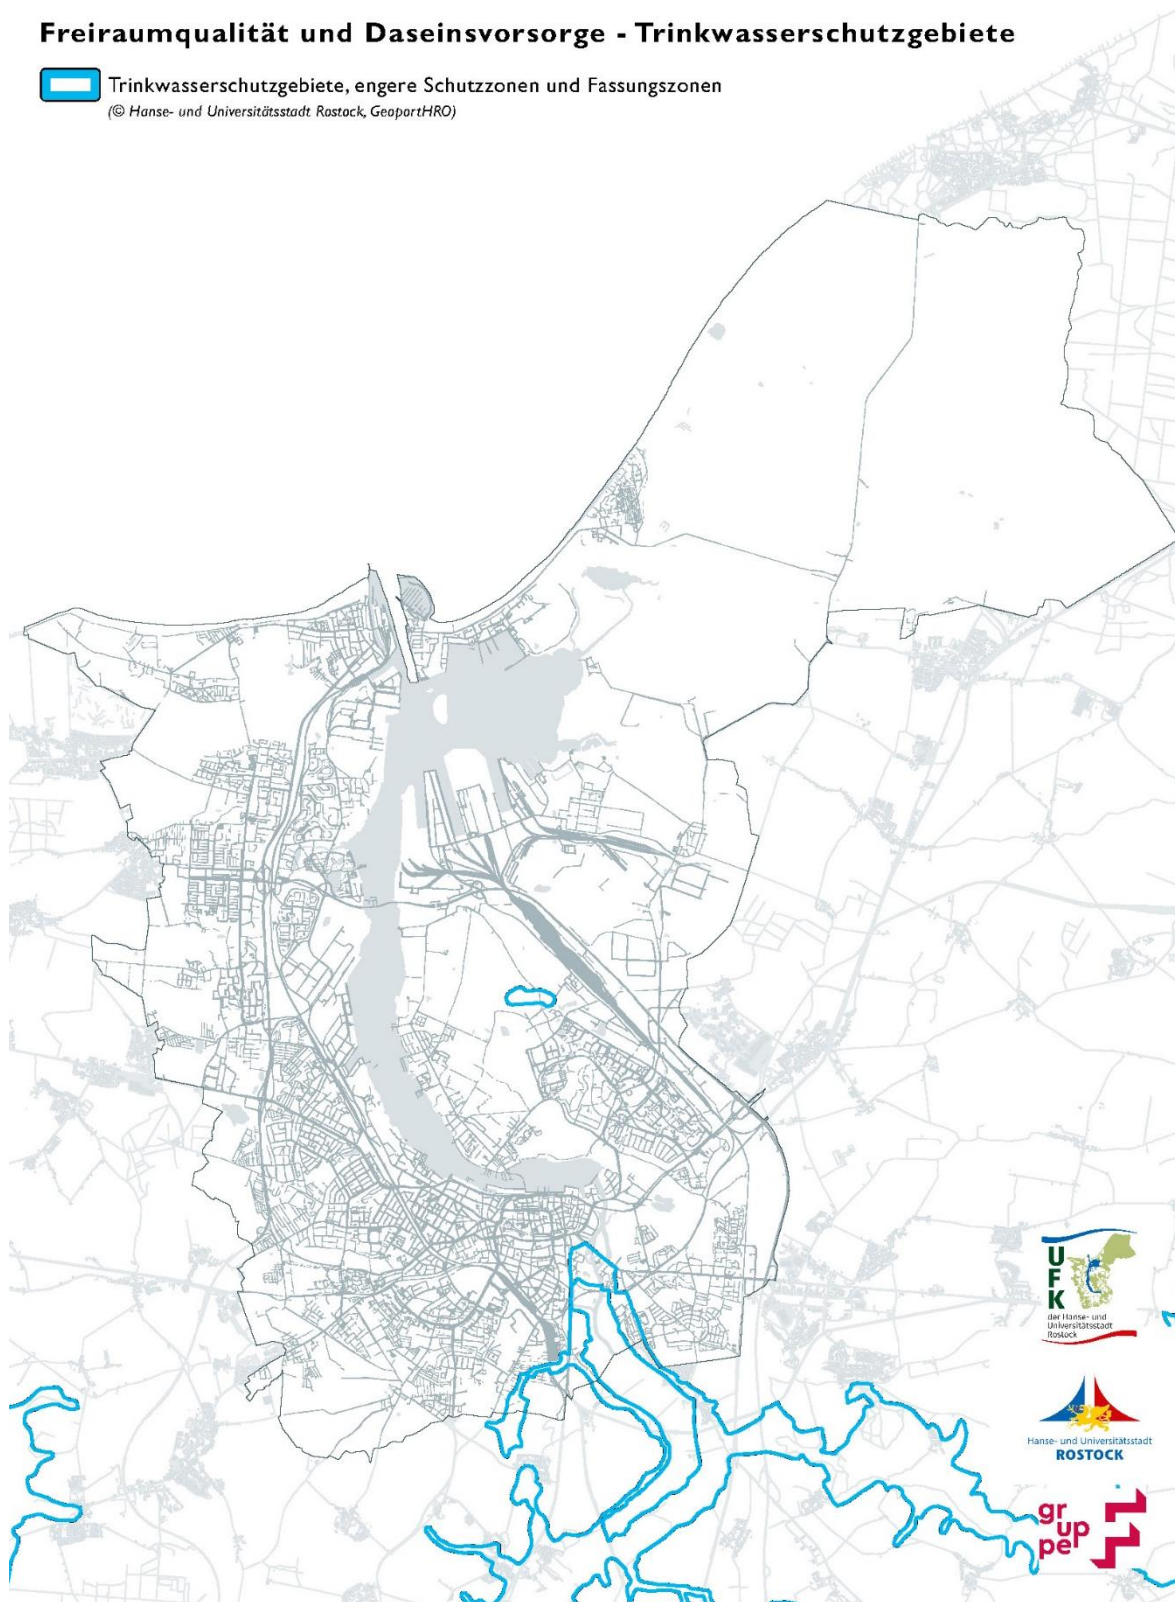 Freiraumqualität und Daseinsvorsorge - Trinkwasserschutzgebiete
Trinkwasserschutzgebiete, engere Schutzzonen und Fassungszonen
(© Hanse- und Universitätsstadt Rostock, GeoportHRO)
UFK
der Hanse- und
Universitätsstadt
Rostock
Hanse- und Universitätsstadt
ROSTOCK
gr
up
pe